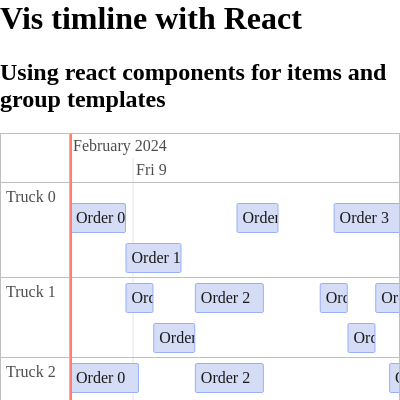 Vis timline with React
Using react components for items and
group templates
February 2024
Fri 9
Truck 0
Order 0
Order 3
Order 1
Truck 1
Order 2
Truck 2
Order 0
Order 2